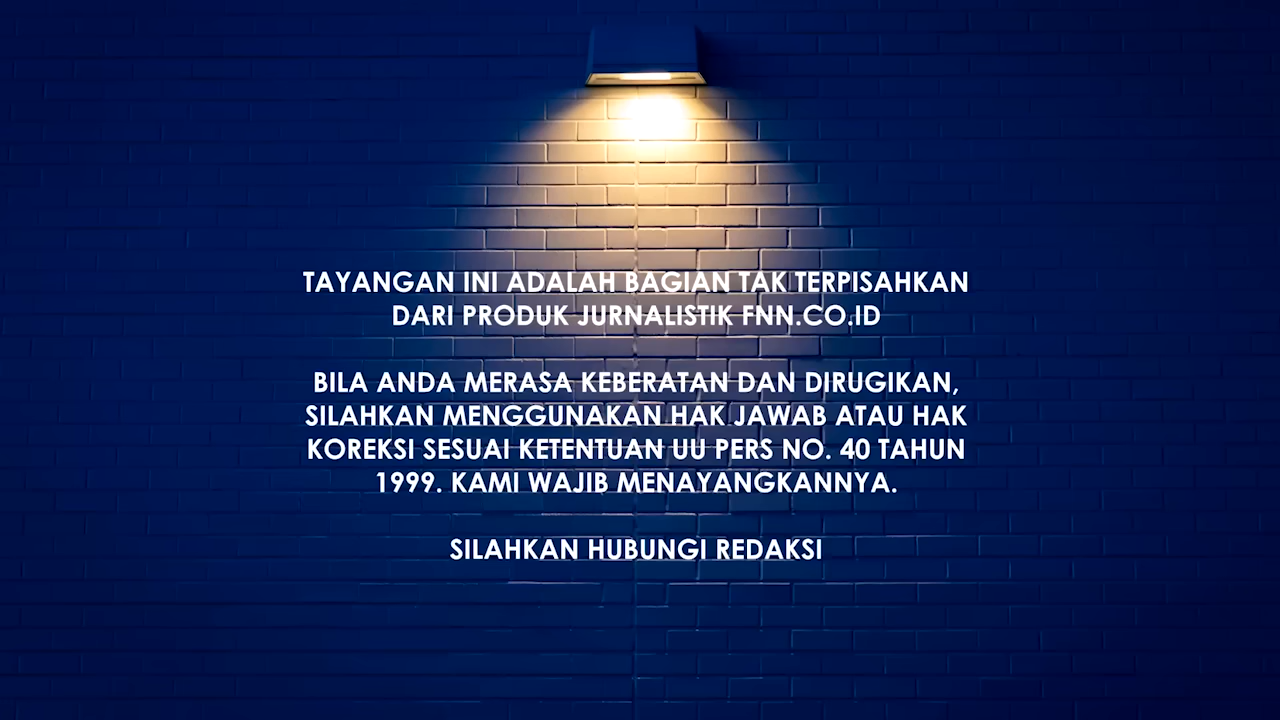 TAYANGAN INI ADALAH BAGIAN TAK TERPISAHKAN
DARI PRODUK JURNALISTIK FNN.CO.ID
BILA ANDA MERASA KEBERATAN DAN DIRUGIKAN,
SILAHKAN MENGGUNAKAN HAK JAWAB ATAU HAK
KOREKSI SESUAI KETENTUAN UU PERS NO. 40 TAHUN
1999. KAMI WAJIB MENAYANGKANNYA.
SILAHKAN HUBUNGI REDAKSI